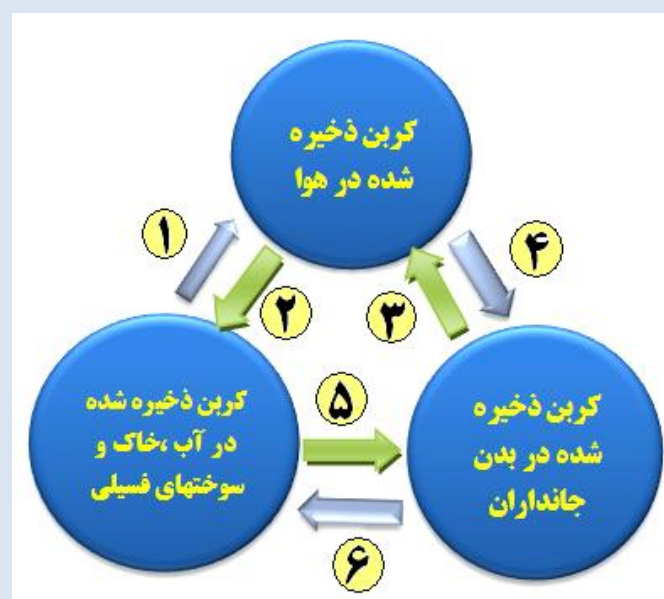 کربن ذخیره
شده در هوا
۱
۴
۲
۳
کربن ذخیره شده
در آب ،خاک و
سوختهای فسیلی
۵
کربن ذخیره
شده در بدن
جانداران
۶